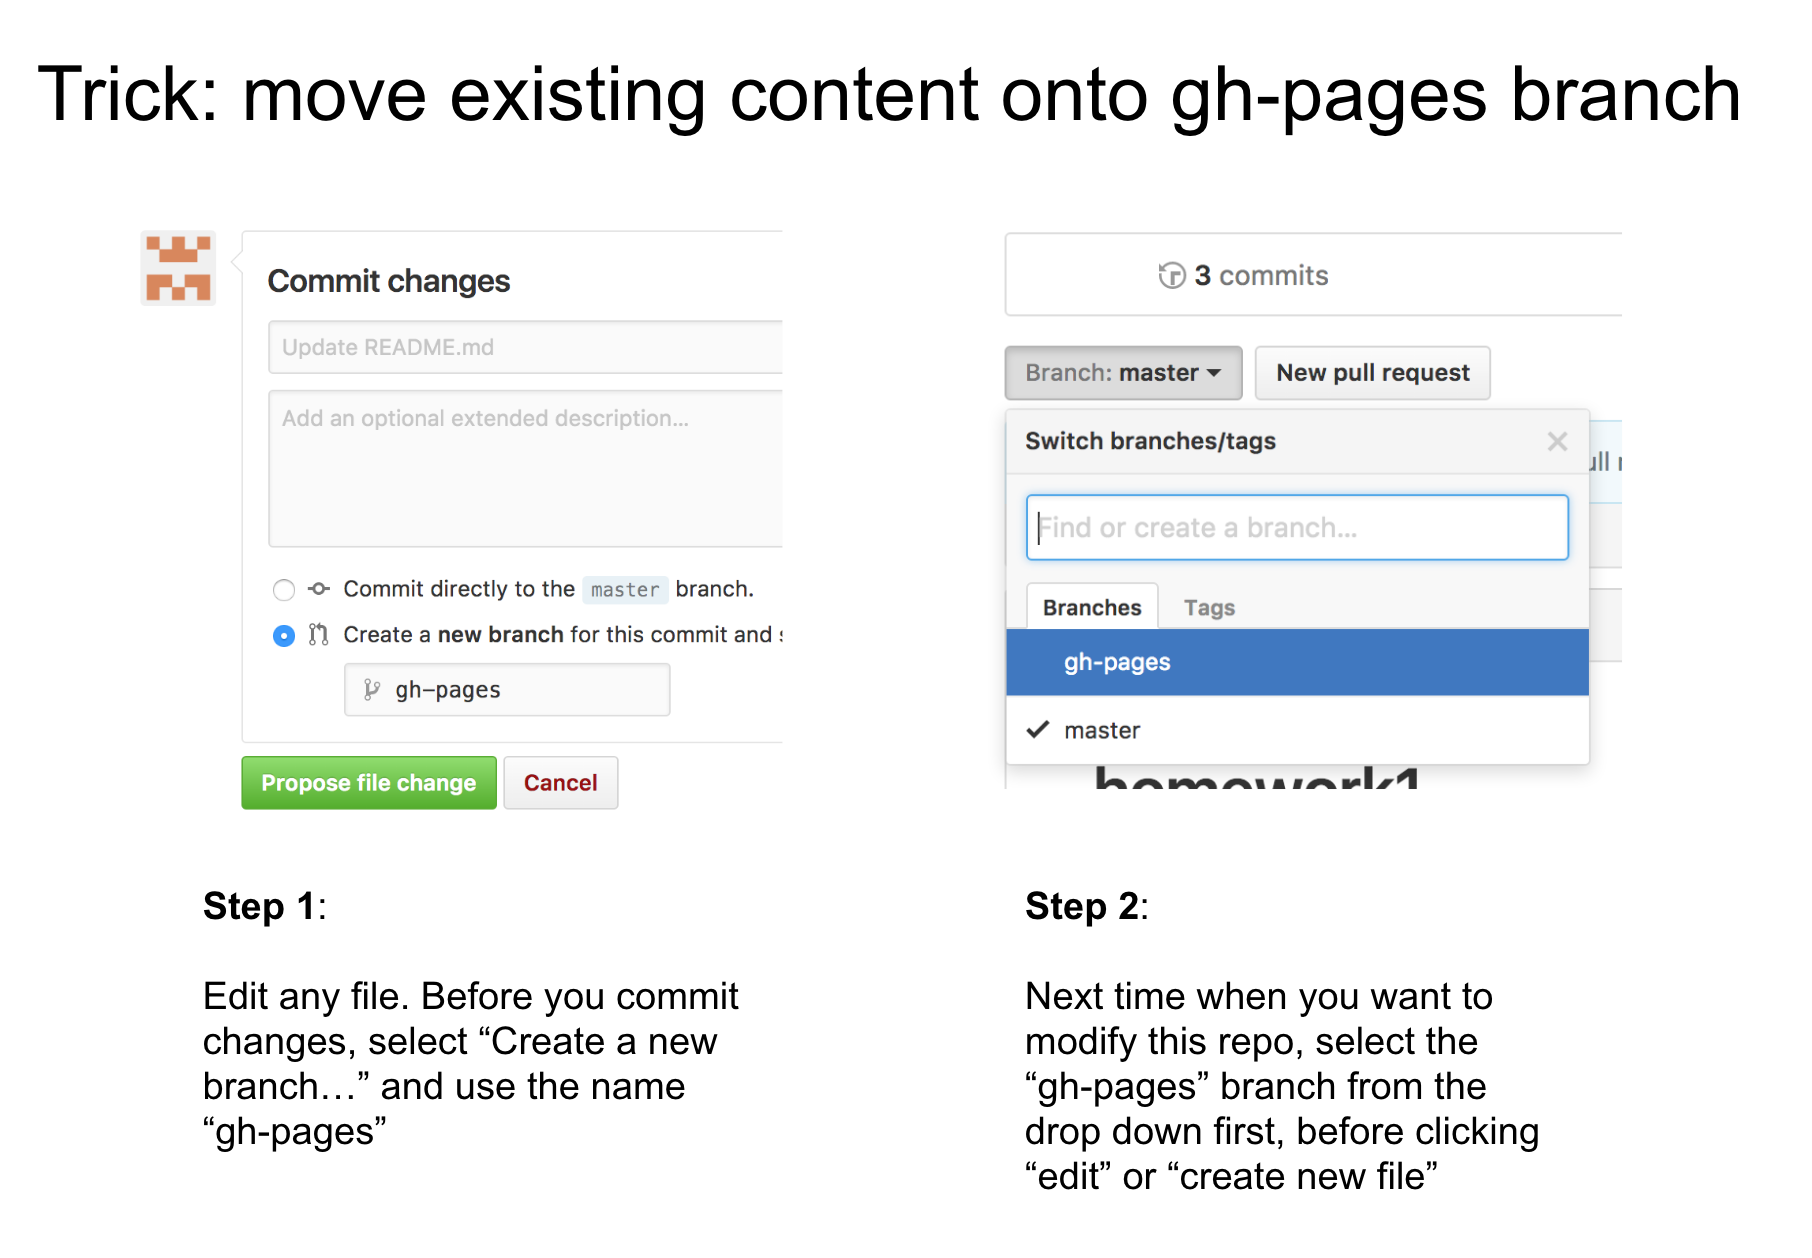 Trick: move existing content onto gh-pages branch
Commit changes
Update README.md
Add an optional extended description...
Commit directly to the master branch.
Create a new branch for this commit and
gh-pages
Propose file change
Cancel
3 commits
Branch: master
New pull request
Switch branches/tags
Find or create a branch...
Branches
Tags
gh-pages
master
homework1
Step 1:
Edit any file. Before you commit
changes, select “Create a new
branch…” and use the name
“gh-pages”
Step 2:
Next time when you want to
modify this repo, select the
“gh-pages” branch from the
drop down first, before clicking
“edit” or “create new file”